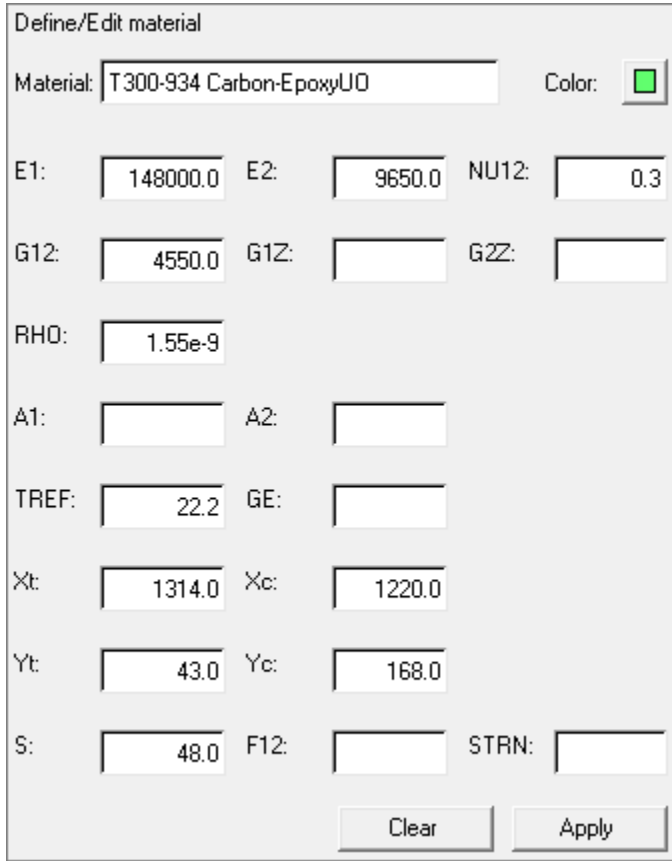 Define/Edit material
Material: T300-934 Carbon-EpoxyUO Color:
E1: 148000.0 E2: 9650.0 NU12: 0.3
G12: 4550.0 G1Z: G2Z:
RHO: 1.55e-9
A1: A2:
TREF: 22.2 GE:
Xt: 1314.0 Xc: 1220.0
Yt: 43.0 Yc: 168.0
S: 48.0 F12: STRN:
Clear Apply